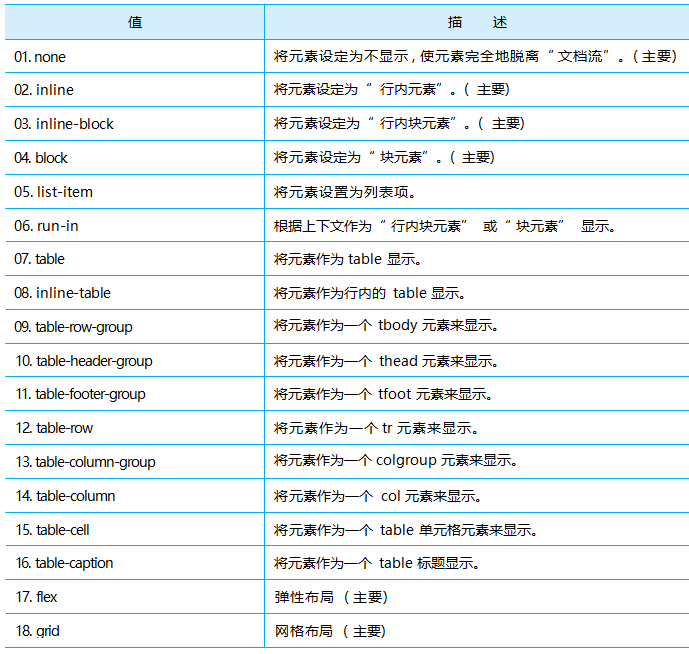 值 描 述
01. none 将元素设定为不显示，使元素完全地脱离“文档流”。（主要）
02. inline 将元素设定为“行内元素”。（主要）
03. inline-block 将元素设定为“行内块元素”。（主要）
04. block 将元素设定为“块元素”。（主要）
05. list-item 将元素设置为列表项。
06. run-in 根据上下文作为“行内块元素” 或“块元素” 显示。
07. table 将元素作为 table 显示。
08. inline-table 将元素作为行内的 table 显示。
09. table-row-group 将元素作为一个 tbody 元素来显示。
10. table-header-group 将元素作为一个 thead 元素来显示。
11. table-footer-group 将元素作为一个 tfoot 元素来显示。
12. table-row 将元素作为一个 tr 元素来显示。
13. table-column-group 将元素作为一个 colgroup 元素来显示。
14. table-column 将元素作为一个 col 元素来显示。
15. table-cell 将元素作为一个 table 单元格元素来显示。
16. table-caption 将元素作为一个 table 标题显示。
17. flex 弹性布局（主要）
18. grid 网格布局（主要）